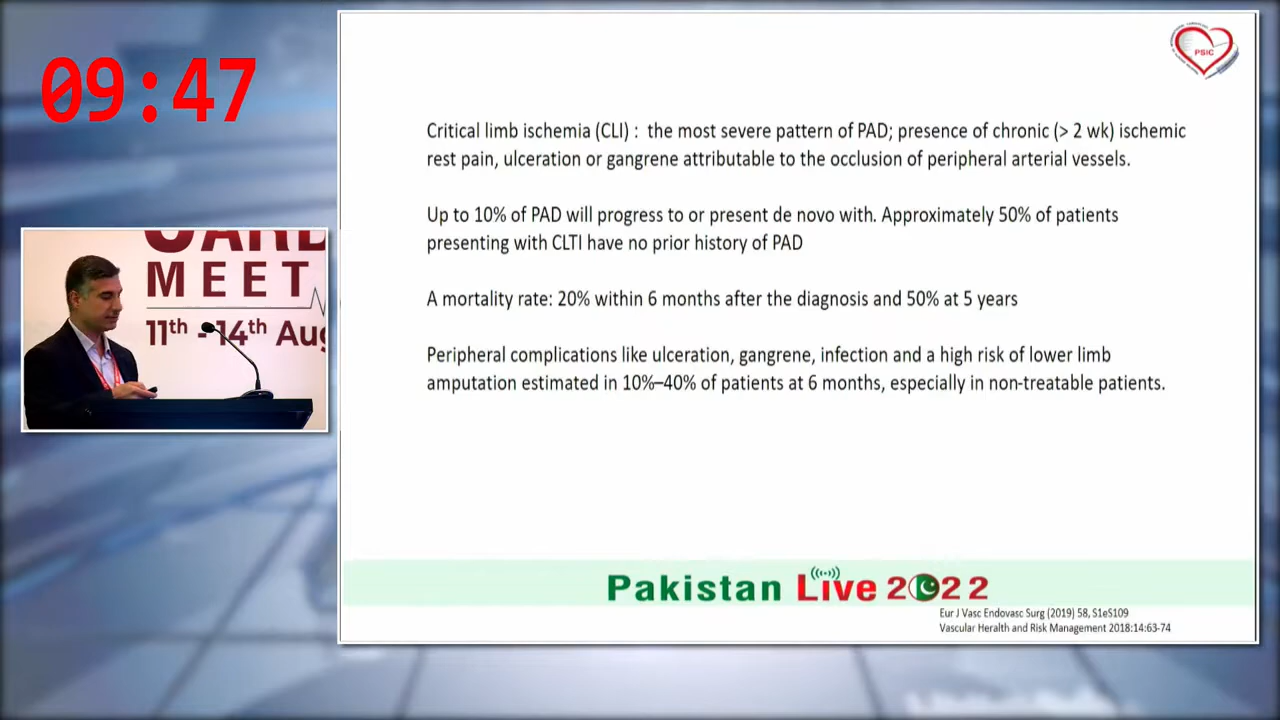 09:47
PSIC
Critical limb ischemia (CLI) : the most severe pattern of PAD; presence of chronic (> 2 wk) ischemic
rest pain, ulceration or gangrene attributable to the occlusion of peripheral arterial vessels.
Up to 10% of PAD will progress to or present de novo with. Approximately 50% of patients
presenting with CLTI have no prior history of PAD
A mortality rate: 20% within 6 months after the diagnosis and 50% at 5 years
Peripheral complications like ulceration, gangrene, infection and a high risk of lower limb
amputation estimated in 10%–40% of patients at 6 months, especially in non-treatable patients.
MEET
11th - 14th Aug
Pakistan Live 2022
Eur J Vasc Endovasc Surg (2019) 58, S1eS109
Vascular Heralth and Risk Management 2018:14:63-74